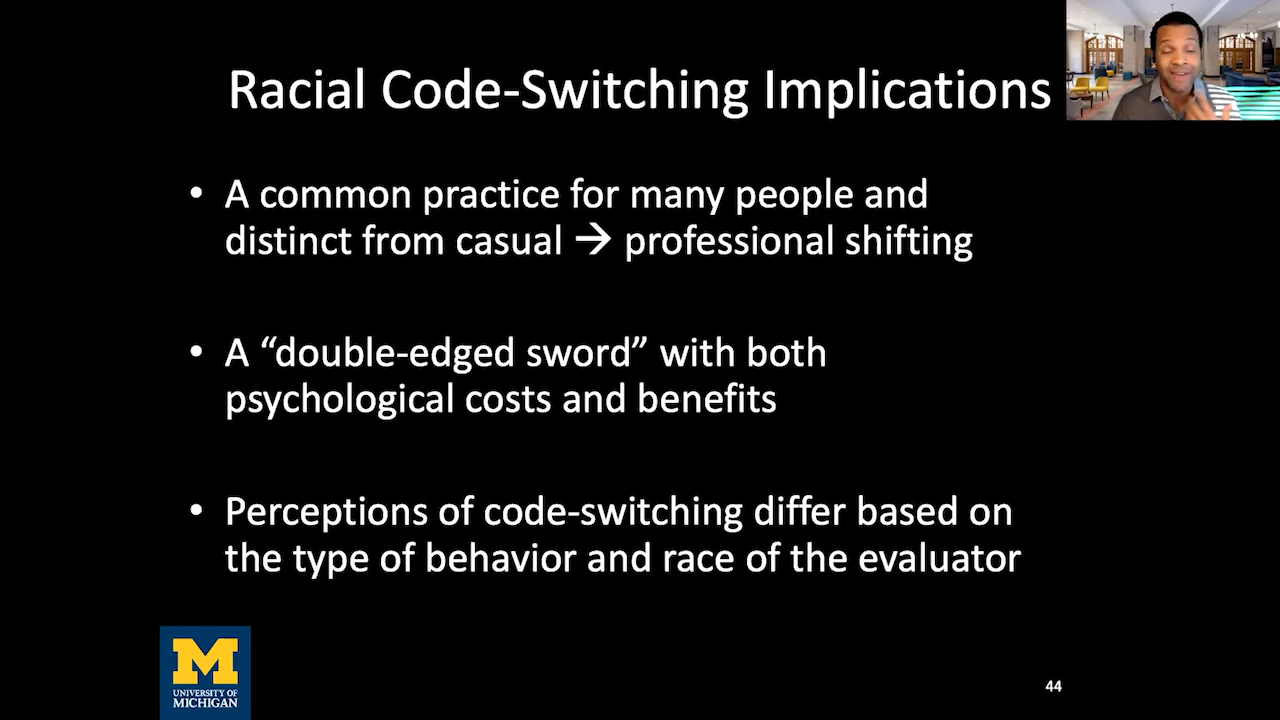 Racial Code-Switching Implications
• A common practice for many people and
distinct from casual → professional shifting
• A “double-edged sword” with both
psychological costs and benefits
• Perceptions of code-switching differ based on
the type of behavior and race of the evaluator
M
UNIVERSITY OF
MICHIGAN
44